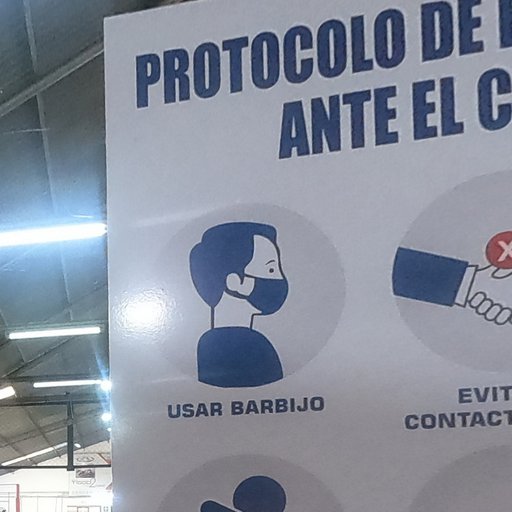 PROTOCOLO DE
ANTE EL C
USAR BARBIJO
EVIT
CONTACT